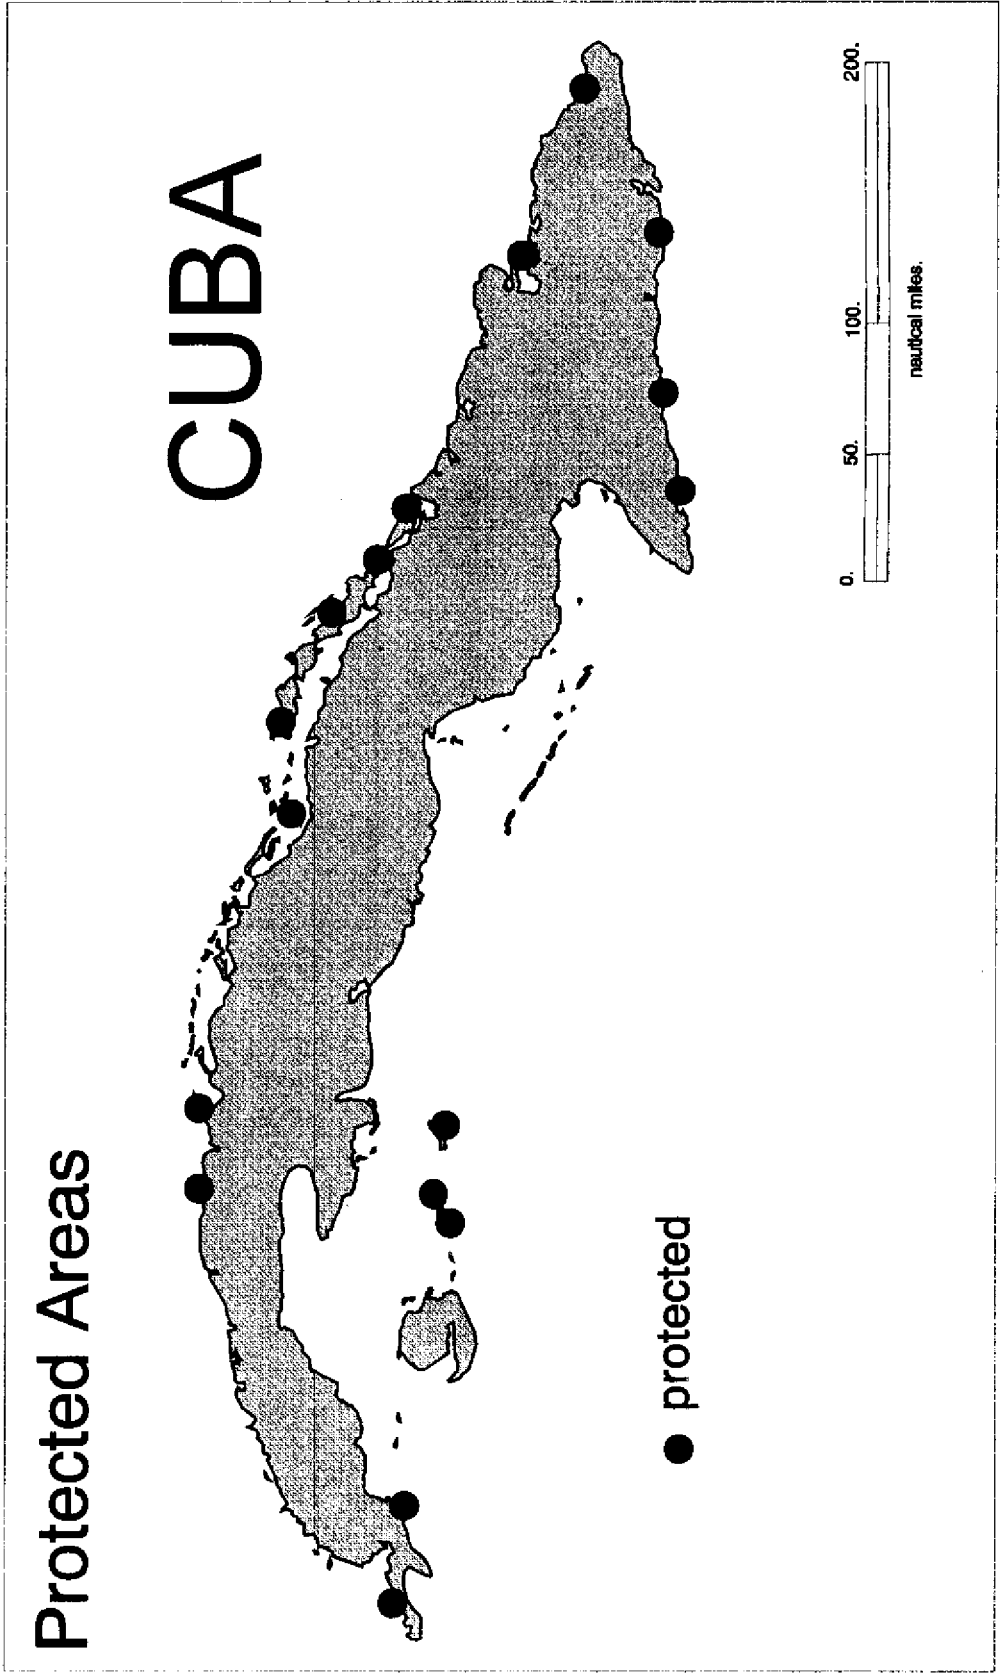 Protected Areas
CUBA
protected
0. 50. 100. 200.
nautical miles.